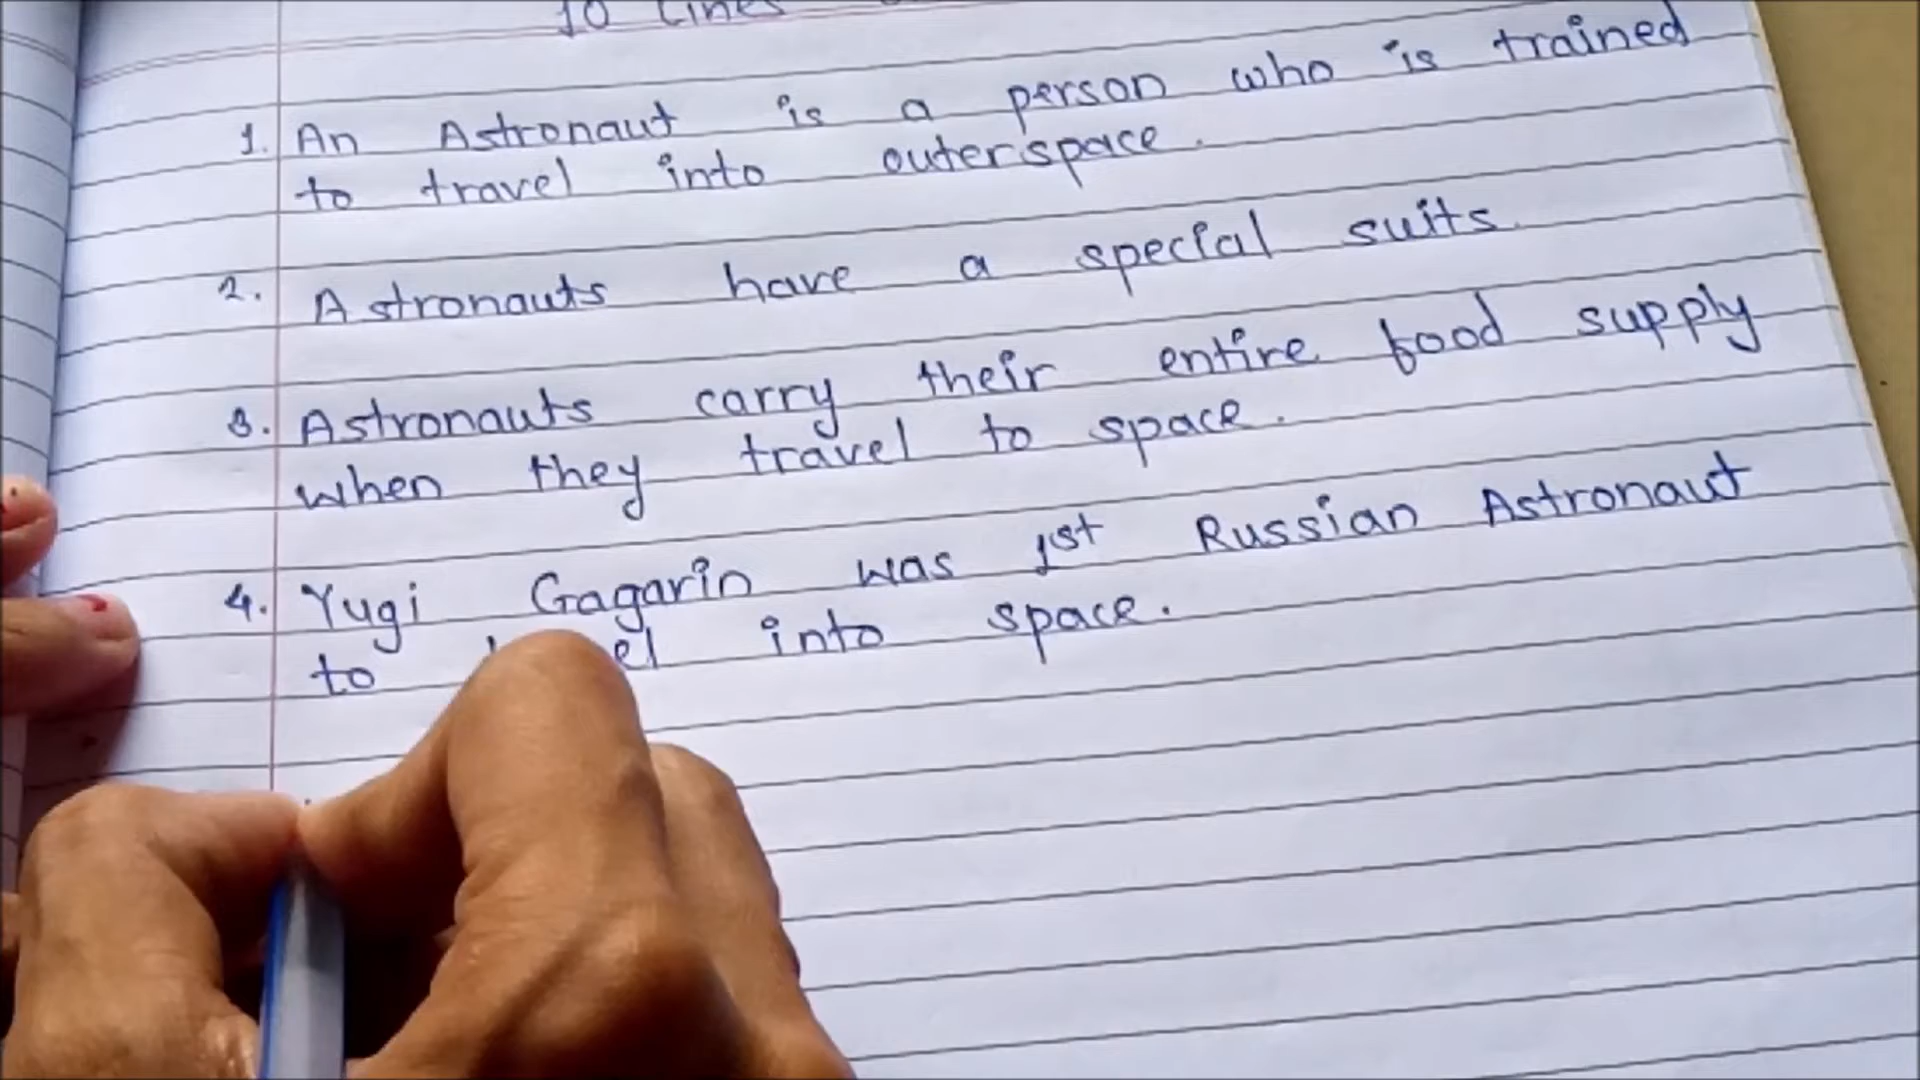 10 Lines
1. An Astronaut is a person who is trained
to travel into outerspace.
2. Astronauts have a special suits.
3. Astronauts carry their entire food supply
when they travel to space.
4. Yugi Gagarin was 1st Russian Astronaut
to into space.